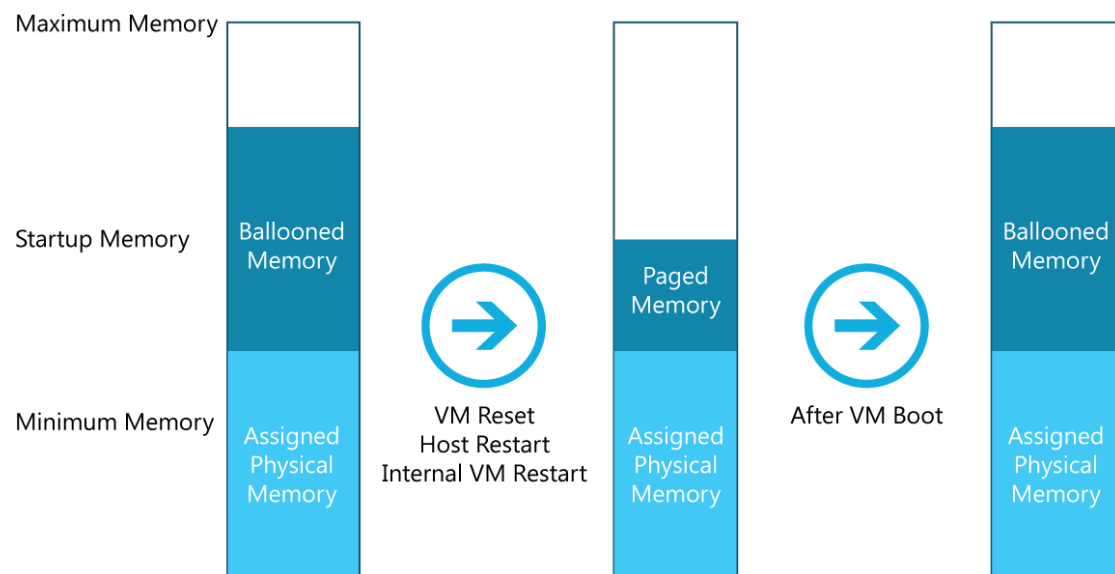 Maximum Memory
Startup Memory
Minimum Memory
Ballooned
Memory
Assigned
Physical
Memory
VM Reset
Host Restart
Internal VM Restart
Paged
Memory
Assigned
Physical
Memory
After VM Boot
Ballooned
Memory
Assigned
Physical
Memory